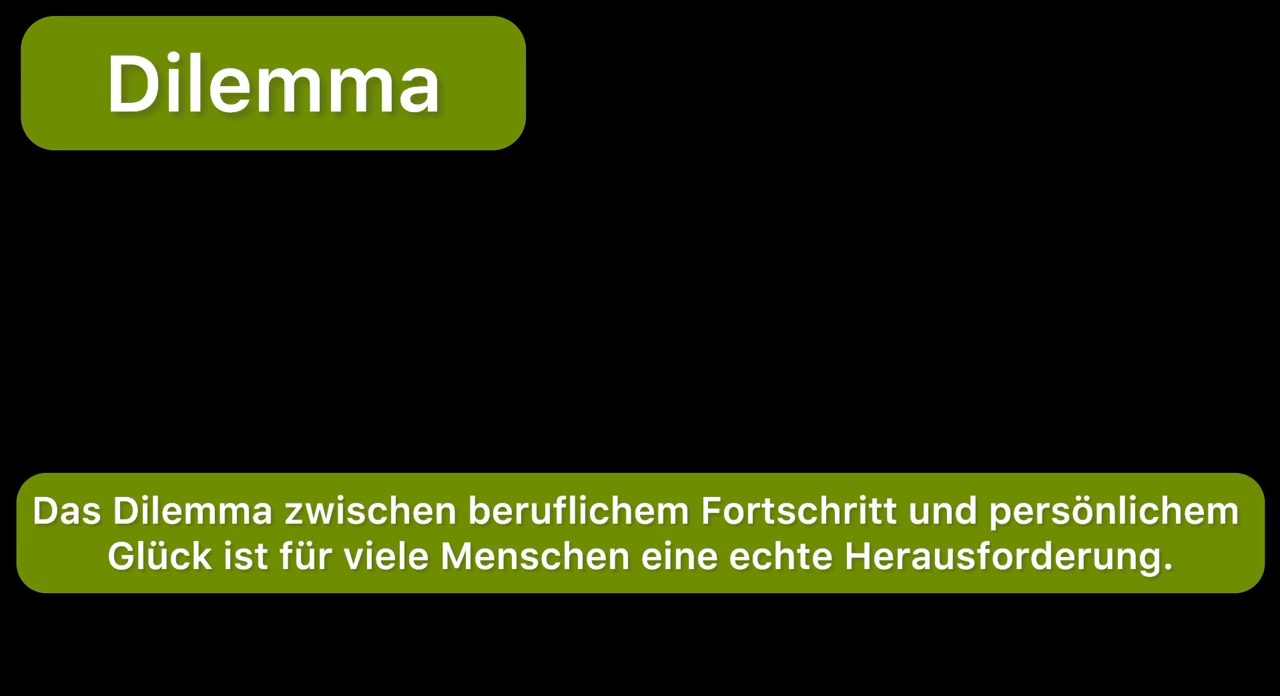 Dilemma
Das Dilemma zwischen beruflichem Fortschritt und persönlichem
Glück ist für viele Menschen eine echte Herausforderung.